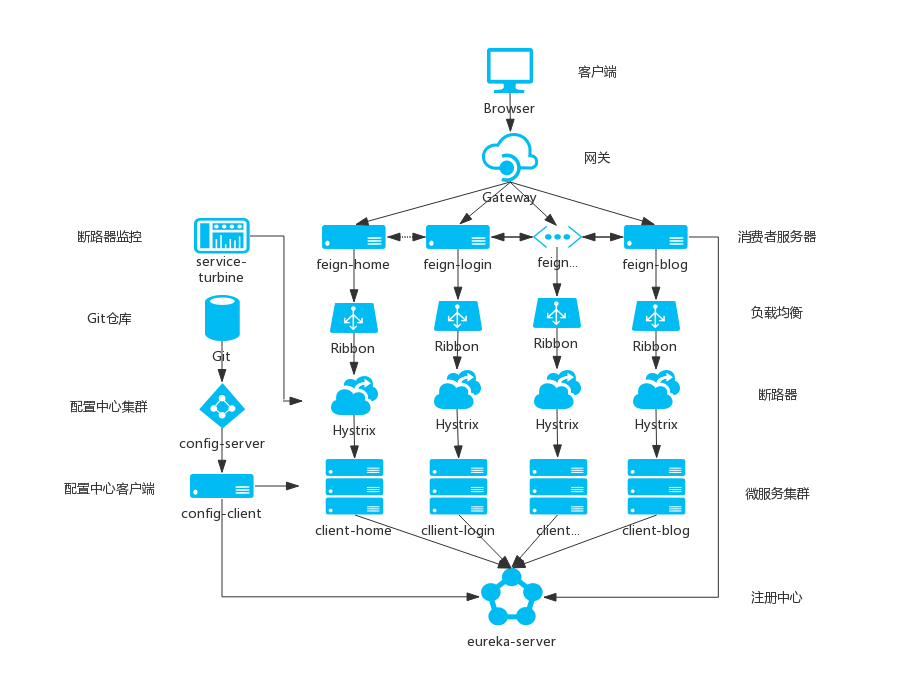 客户端
Browser
网关
Gateway
断路器监控
消费者服务器
service-
turbine
feign-home
feign-login
feign...
feign-blog
Git仓库
负载均衡
Git
Ribbon
Ribbon
Ribbon
Ribbon
配置中心集群
断路器
config-server
Hystrix
Hystrix
Hystrix
Hystrix
配置中心客户端
微服务集群
config-client
client-home
cllient-login
client...
client-blog
注册中心
eureka-server